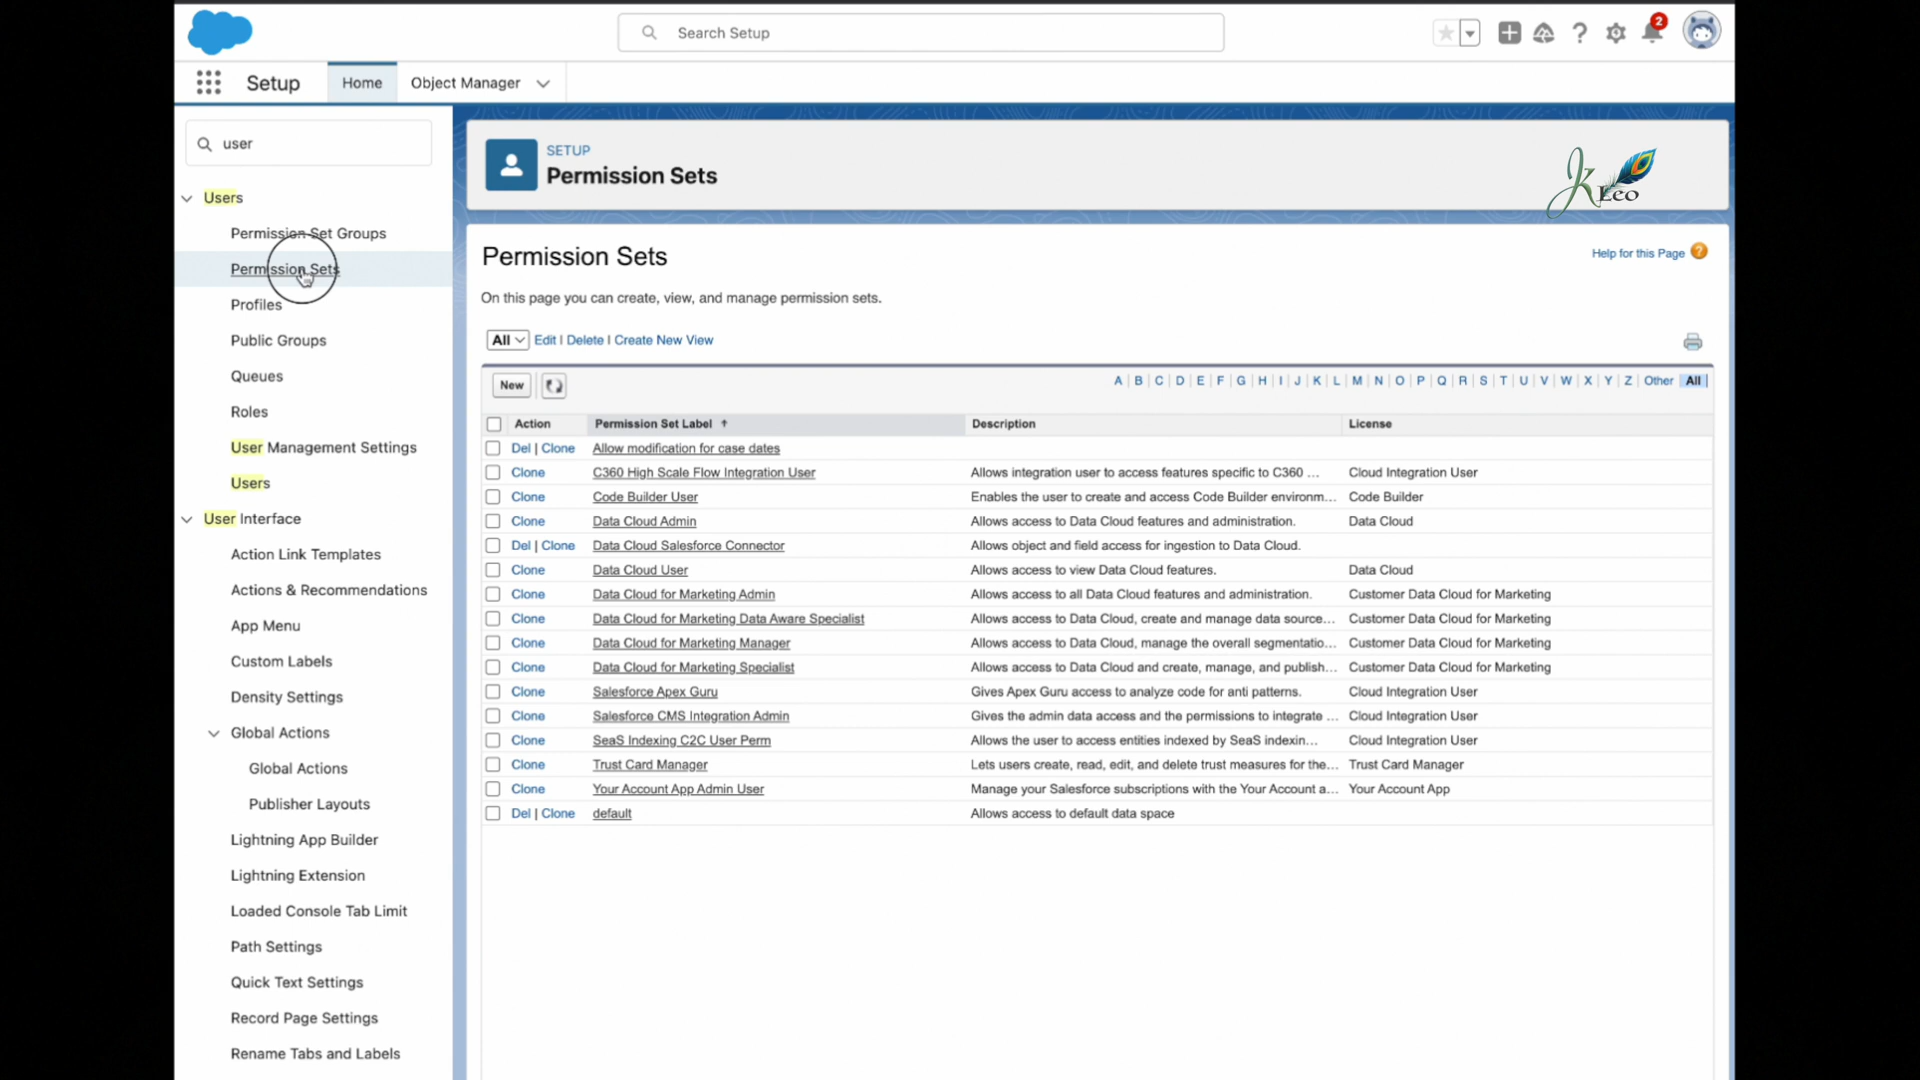 Search Setup
2
Setup
Home
Object Manager
user
Users
Permission Set Groups
Permission Sets
Profiles
Public Groups
Queues
Roles
User Management Settings
Users
User Interface
Action Link Templates
Actions & Recommendations
App Menu
Custom Labels
Density Settings
Global Actions
Global Actions
Publisher Layouts
Lightning App Builder
Lightning Extension
Loaded Console Tab Limit
Path Settings
Quick Text Settings
Record Page Settings
Rename Tabs and Labels
SETUP
Permission Sets
JK Leo
Permission Sets
Help for this Page ?
On this page you can create, view, and manage permission sets.
All Edit | Delete | Create New View
New
A | B | C | D | E | F | G | H | I | J | K | L | M | N | O | P | Q | R | S | T | U | V | W | X | Y | Z | Other | All |
Action Permission Set Label ↑ Description License
Del | Clone Allow modification for case dates
Clone C360 High Scale Flow Integration User Allows integration user to access features specific to C360 ... Cloud Integration User
Clone Code Builder User Enables the user to create and access Code Builder environm... Code Builder
Clone Data Cloud Admin Allows access to Data Cloud features and administration. Data Cloud
Del | Clone Data Cloud Salesforce Connector Allows object and field access for ingestion to Data Cloud.
Clone Data Cloud User Allows access to view Data Cloud features. Data Cloud
Clone Data Cloud for Marketing Admin Allows access to all Data Cloud features and administration. Customer Data Cloud for Marketing
Clone Data Cloud for Marketing Data Aware Specialist Allows access to Data Cloud, create and manage data source... Customer Data Cloud for Marketing
Clone Data Cloud for Marketing Manager Allows access to Data Cloud, manage the overall segmentatio... Customer Data Cloud for Marketing
Clone Data Cloud for Marketing Specialist Allows access to Data Cloud and create, manage, and publish... Customer Data Cloud for Marketing
Clone Salesforce Apex Guru Gives Apex Guru access to analyze code for anti patterns. Cloud Integration User
Clone Salesforce CMS Integration Admin Gives the admin data access and the permissions to integrate ... Cloud Integration User
Clone SeaS Indexing C2C User Perm Allows the user to access entities indexed by SeaS indexin... Cloud Integration User
Clone Trust Card Manager Lets users create, read, edit, and delete trust measures for the... Trust Card Manager
Clone Your Account App Admin User Manage your Salesforce subscriptions with the Your Account a... Your Account App
Del | Clone default Allows access to default data space